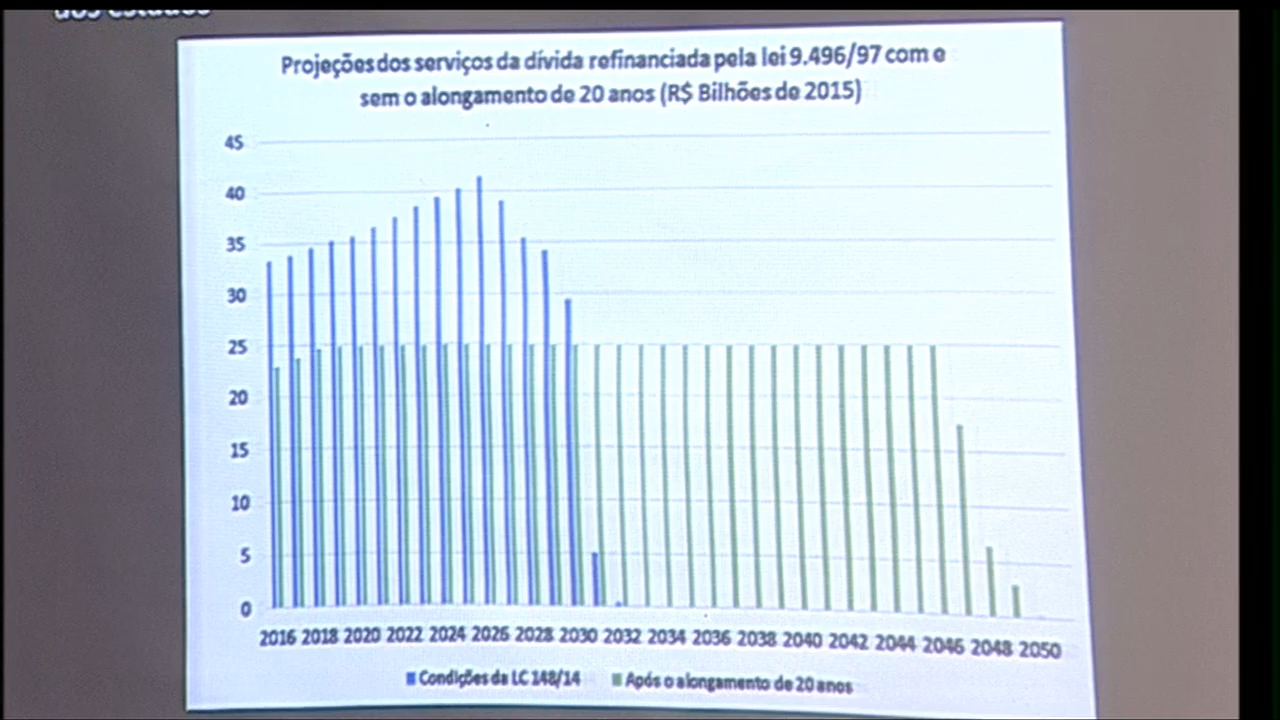 dos estados
Projeções dos serviços da dívida refinanciada pela lei 9.496/97 com e
sem o alongamento de 20 anos (R$ Bilhões de 2015)
45
40
35
30
25
20
15
10
5
0
2016 2018 2020 2022 2024 2026 2028 2030 2032 2034 2036 2038 2040 2042 2044 2046 2048 2050
Condições da LC 148/14 Após o alongamento de 20 anos